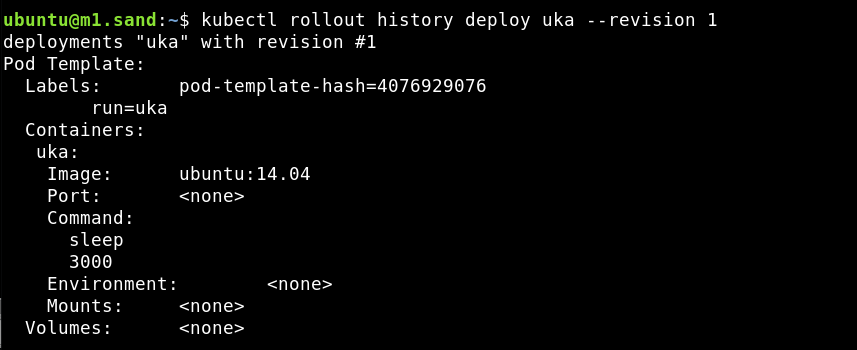 ubuntu@m1.sand:~$ kubectl rollout history deploy uka --revision 1
deployments "uka" with revision #1
Pod Template:
  Labels:       pod-template-hash=4076929076
        run=uka
  Containers:
   uka:
    Image:      ubuntu:14.04
    Port:       <none>
    Command:
      sleep
      3000
    Environment:        <none>
    Mounts:     <none>
  Volumes:      <none>